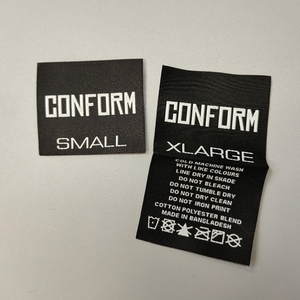 CONFORM
SMALL
CONFORM
XLARGE
COLD MACHINE WASH
WITH LIKE COLOURS
LINE DRY IN SHADE
DO NOT BLEACH
DO NOT TUMBLE DRY
DO NOT DRY CLEAN
DO NOT IRON PRINT
COTTON POLYESTER BLEND
MADE IN BANGLADESH